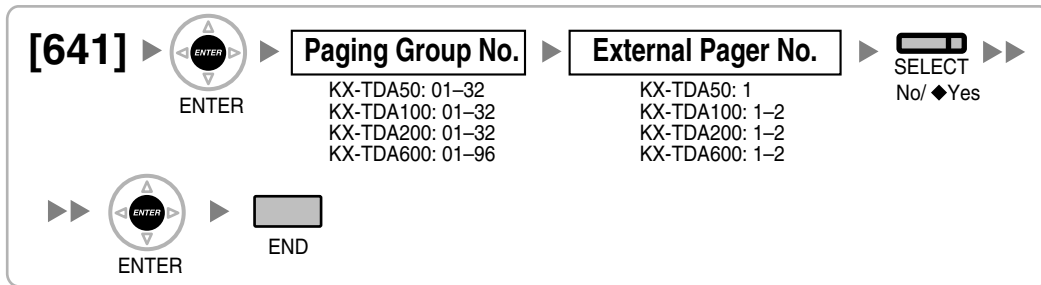 [641]
ENTER
ENTER
Paging Group No.
KX-TDA50: 01–32
KX-TDA100: 01–32
KX-TDA200: 01–32
KX-TDA600: 01–96
External Pager No.
KX-TDA50: 1
KX-TDA100: 1–2
KX-TDA200: 1–2
KX-TDA600: 1–2
SELECT
No/ ◆Yes
ENTER
ENTER
END